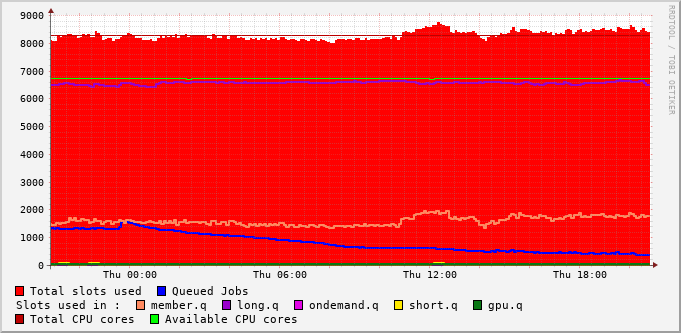 RRDTOOL / TOBI OETIKER
9000
8000
7000
6000
5000
4000
3000
2000
1000
0
Thu 00:00 Thu 06:00 Thu 12:00 Thu 18:00
Total slots used Queued Jobs
Slots used in : member.q long.q ondemand.q short.q gpu.q
Total CPU cores Available CPU cores